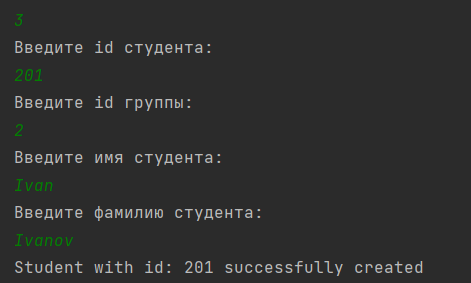 3
Введите id студента:
201
Введите id группы:
2
Введите имя студента:
Ivan
Введите фамилию студента:
Ivanov
Student with id: 201 successfully created